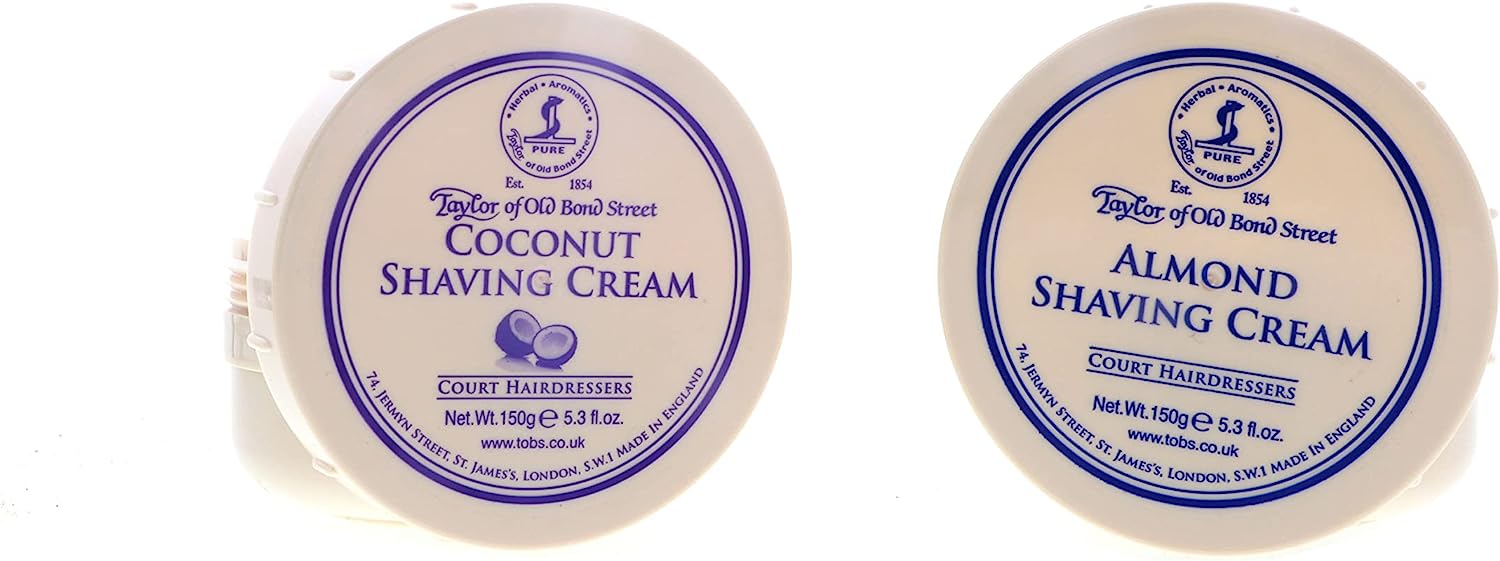 Herbal • Aromatics
PURE
Taylor of Old Bond Street
Est. 1854
Taylor of Old Bond Street
COCONUT
SHAVING CREAM
COURT HAIRDRESSERS
Net.Wt.150g℮ 5.3 fl.oz.
www.tobs.co.uk
74, JERMYN STREET, ST. JAMES'S, LONDON, S.W.1 MADE IN ENGLAND
Herbal • Aromatics
PURE
Taylor of Old Bond Street
Est. 1854
Taylor of Old Bond Street
ALMOND
SHAVING CREAM
COURT HAIRDRESSERS
Net.Wt.150g℮ 5.3 fl.oz.
www.tobs.co.uk
74, JERMYN STREET, ST. JAMES'S, LONDON, S.W.1 MADE IN ENGLAND